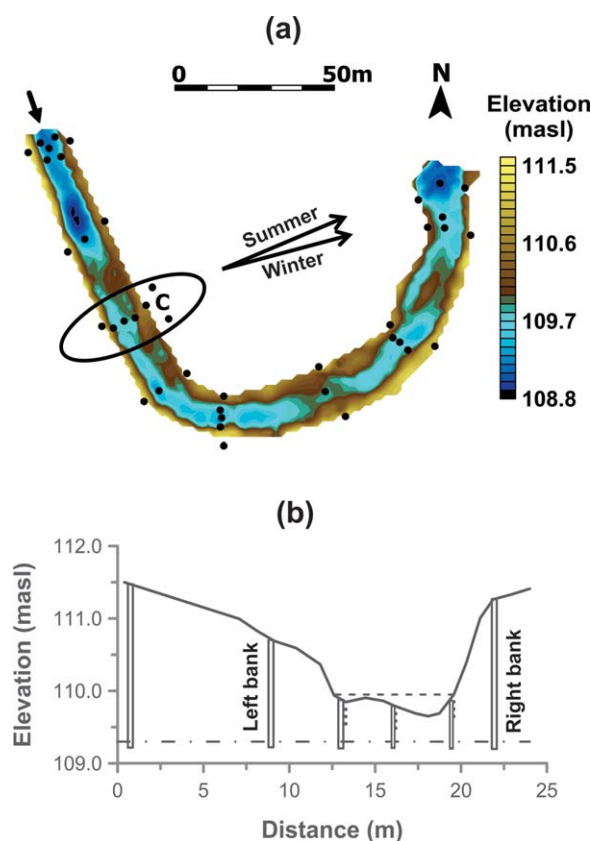 (a)
0 50m
N
Elevation
(masl)
111.5
110.6
109.7
108.8
Summer
Winter
C
(b)
Elevation (masl)
112.0
111.0
110.0
109.0
Left bank
Right bank
0 5 10 15 20 25
Distance (m)